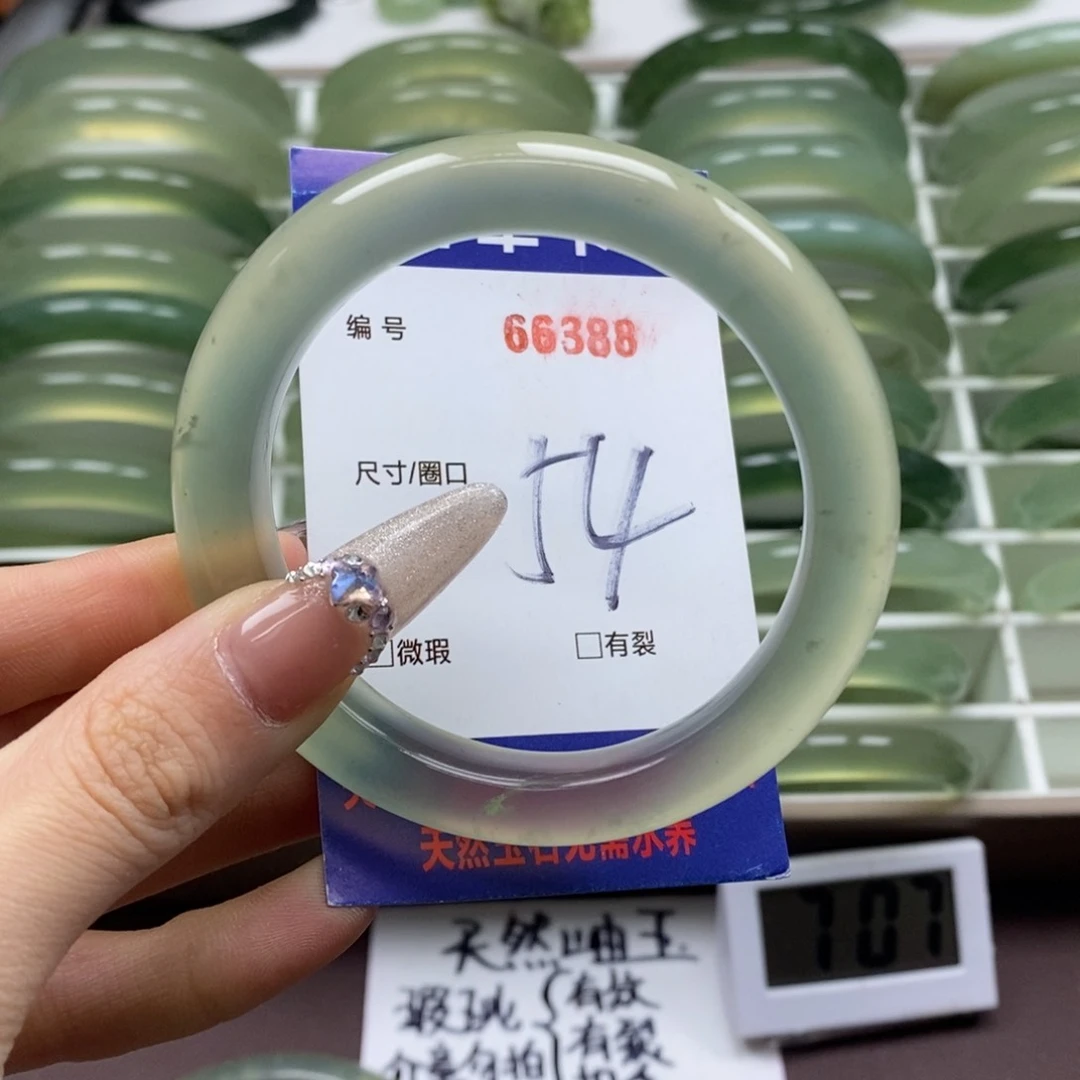 编号 66388
尺寸/圈口 54
微瑕 有裂
天然玉石无需水养
天然岫玉
瑕玼 有纹
有裂
707